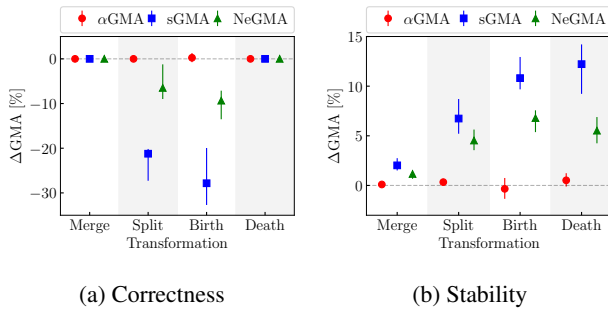 αGMA sGMA NeGMA
ΔGMA [%]
0
−10
−20
−30
Merge Split Birth Death
Transformation
(a) Correctness
αGMA sGMA NeGMA
ΔGMA [%]
15
10
5
0
Merge Split Birth Death
Transformation
(b) Stability